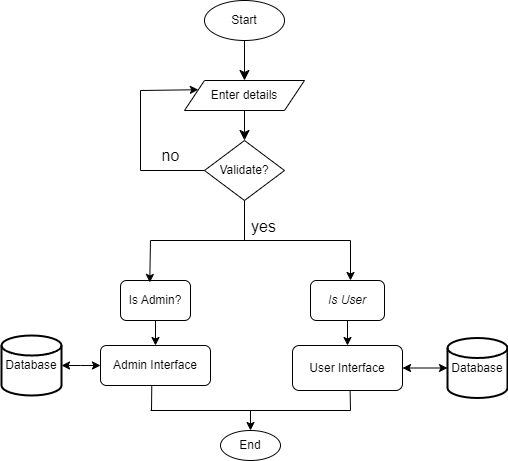 Start
Enter details
no
Validate?
yes
Is Admin?
Is User
Database
Admin Interface
User Interface
Database
End